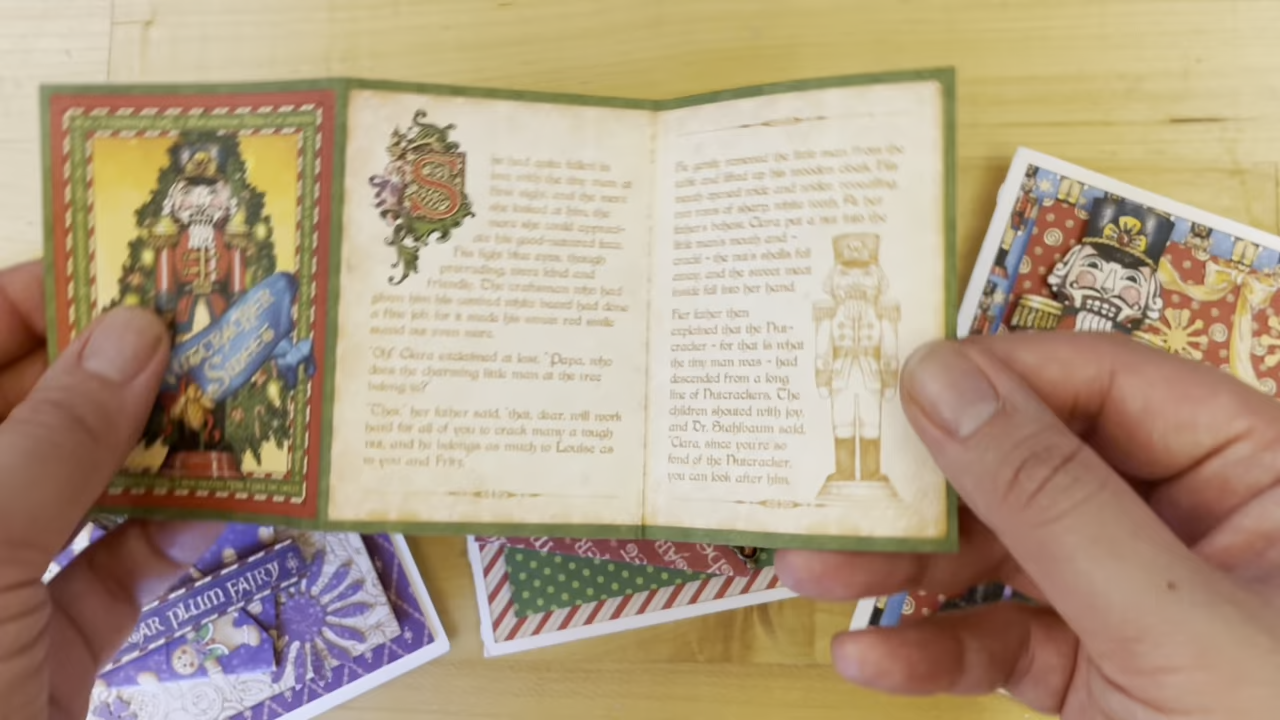 Nutcracker
Sweet
S
he had quite fallen in
love with the tiny man at
first sight, and the more
she looked at him, the
more she could appreci-
ate his good-natured face.
His light blue eyes, though
protruding, were kind and
friendly. The craftsman who had
given him his cotton white beard had done
a fine job, for it made his sweet red smile
stand out even more.
"Oh!" Clara exclaimed at last, "Papa, who
does the charming little man at the tree
belong to?"
"That," her father said, "that, dear, will work
hard for all of you to crack many a tough
nut, and he belongs as much to Louise as
to you and Fritz."
He gently removed the little man from the
table and lifted up his wooden cloak. His
mouth opened wide and wider, revealing
two rows of sharp, white teeth. At her
father's behest, Clara put a nut into the
little man's mouth and -
crack! - the nut's shells fell
away, and the sweet meat
inside fell into her hand.
Her father then
explained that the Nut-
cracker - for that is what
the tiny man was - had
descended from a long
line of Nutcrackers. The
children shouted with joy,
and Dr. Stahlbaum said,
"Clara, since you're so
fond of the Nutcracker,
you can look after him.
AR PLUM FAIRY